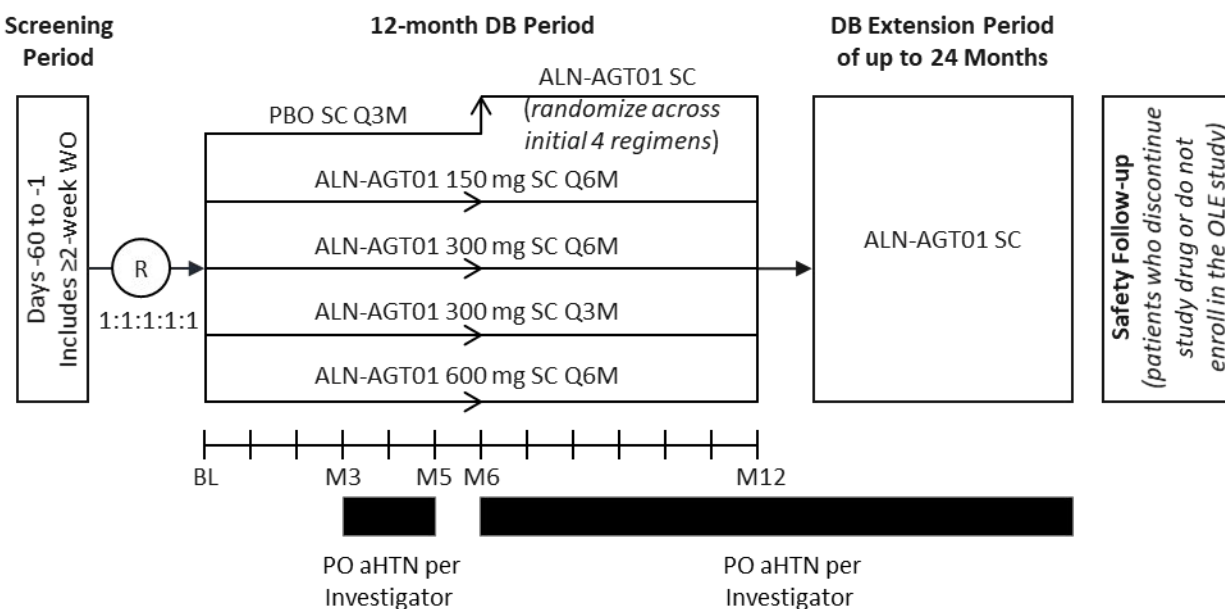 Screening
Period
12-month DB Period
DB Extension Period
of up to 24 Months
Days -60 to -1
Includes ≥2-week WO
R
1:1:1:1:1
PBO SC Q3M
ALN-AGT01 SC
(randomize across
initial 4 regimens)
ALN-AGT01 150 mg SC Q6M
ALN-AGT01 300 mg SC Q6M
ALN-AGT01 300 mg SC Q3M
ALN-AGT01 600 mg SC Q6M
ALN-AGT01 SC
Safety Follow-up
(patients who discontinue
study drug or do not
enroll in the OLE study)
BL
M3
M5
M6
M12
PO aHTN per
Investigator
PO aHTN per
Investigator